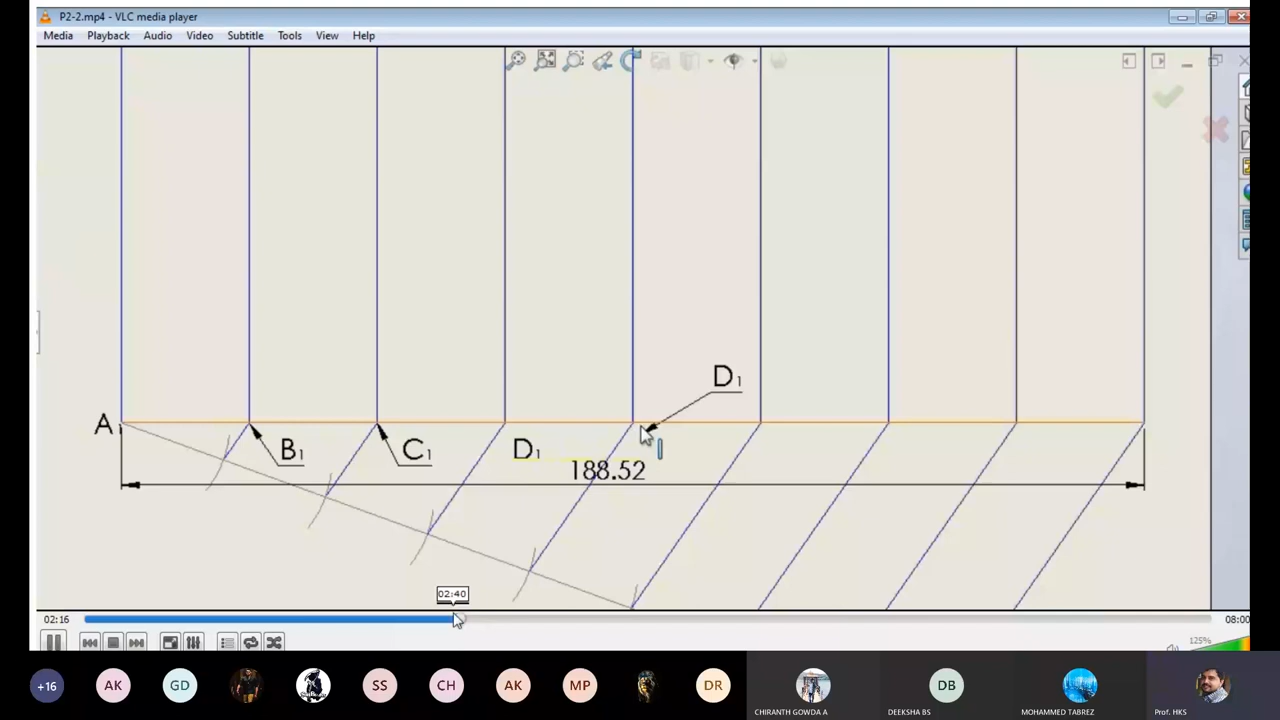 P2-2.mp4 - VLC media player
Media Playback Audio Video Subtitle Tools View Help
D1
A1 B1 C1 D1
188.52
02:40
02:16 08:00
125%
+16 AK GD SS CH AK MP DR DB
CHIRANTH GOWDA A DEEKSHA BS MOHAMMED TABREZ Prof. HKS